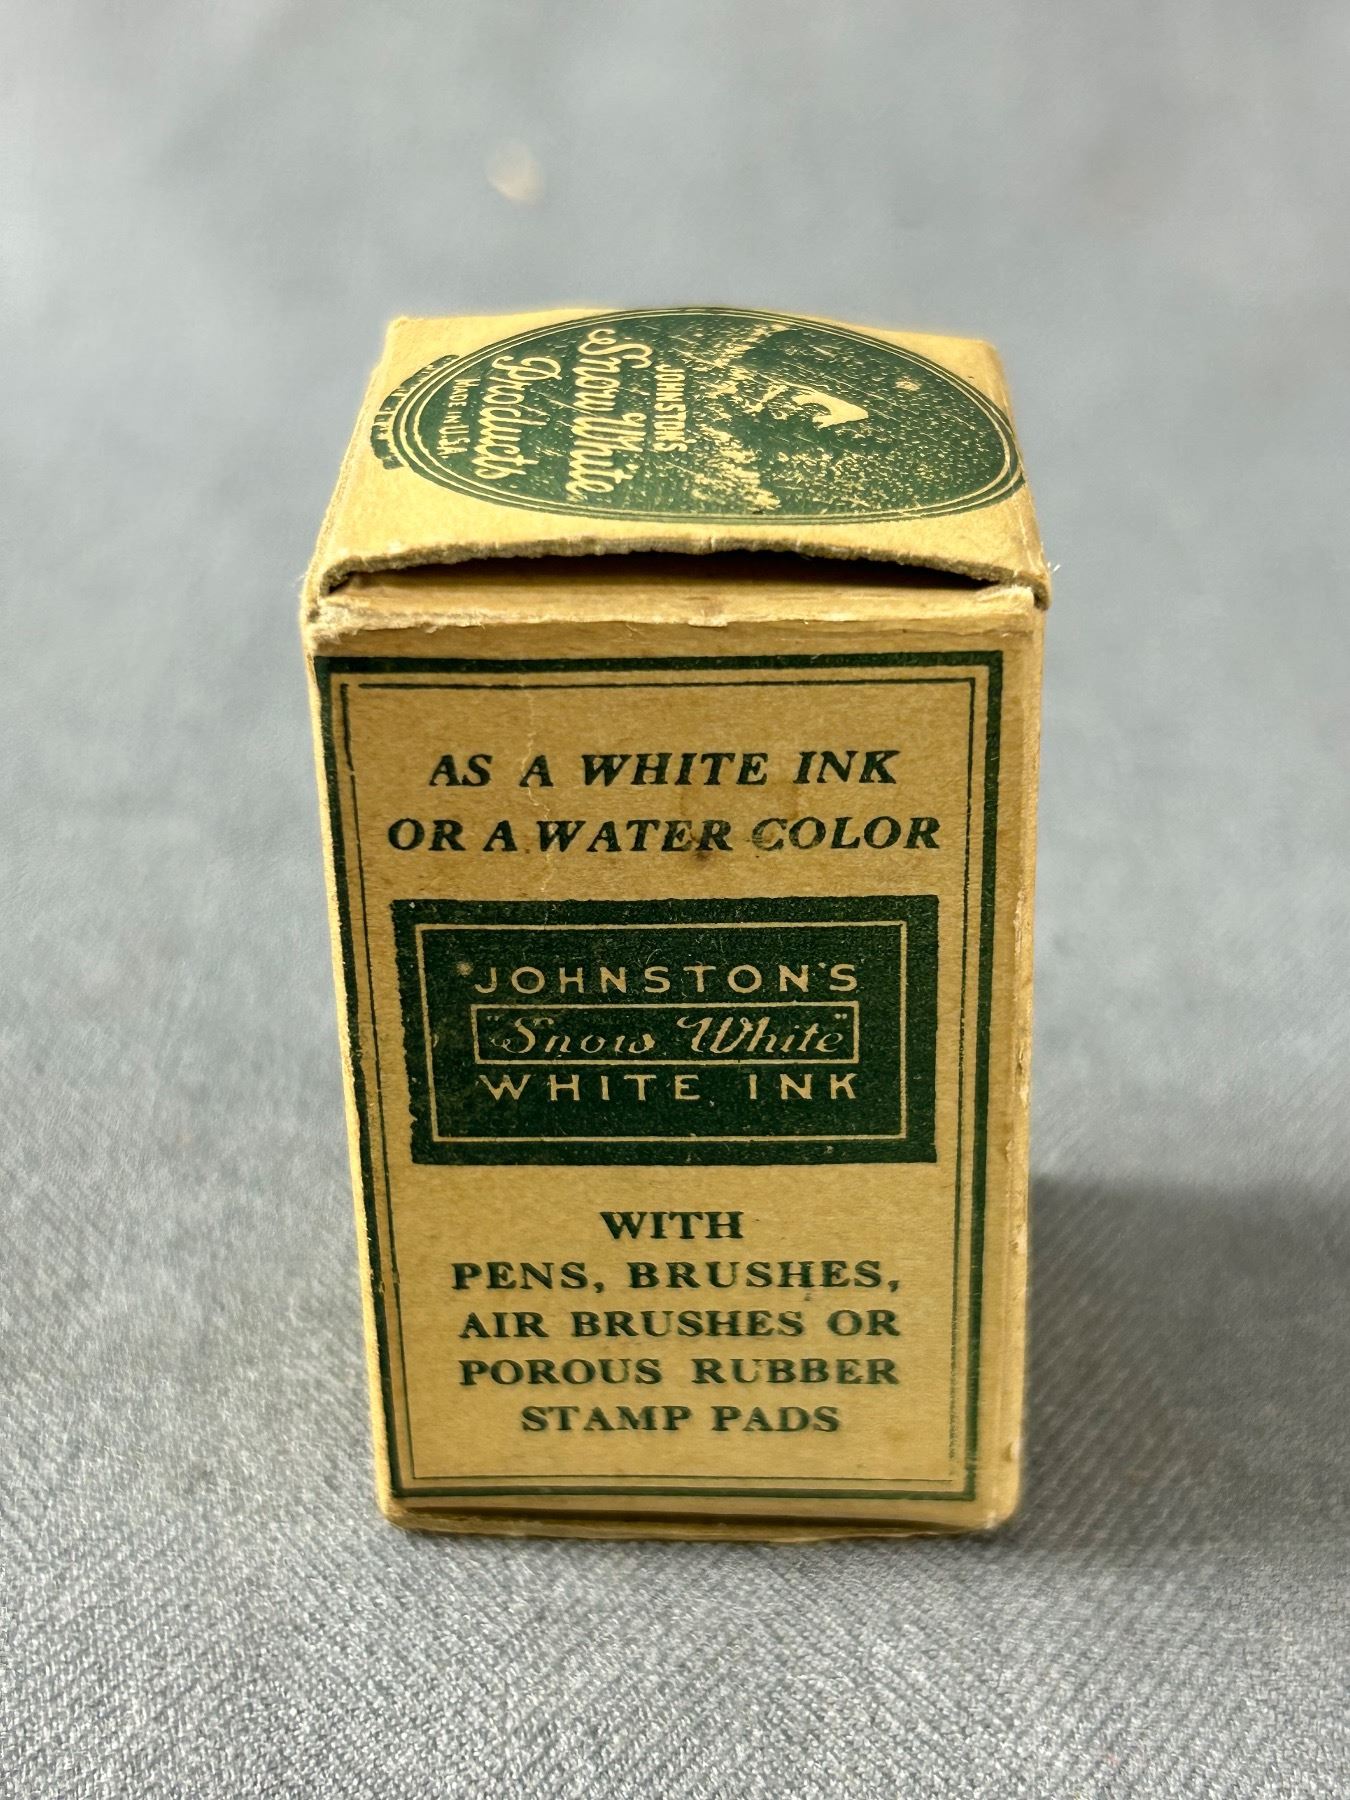 JOHNSTON'S
Snow White
Products
MADE IN U.S.A.
AS A WHITE INK
OR A WATER COLOR
JOHNSTON'S
"Snow White"
WHITE INK
WITH
PENS, BRUSHES,
AIR BRUSHES OR
POROUS RUBBER
STAMP PADS